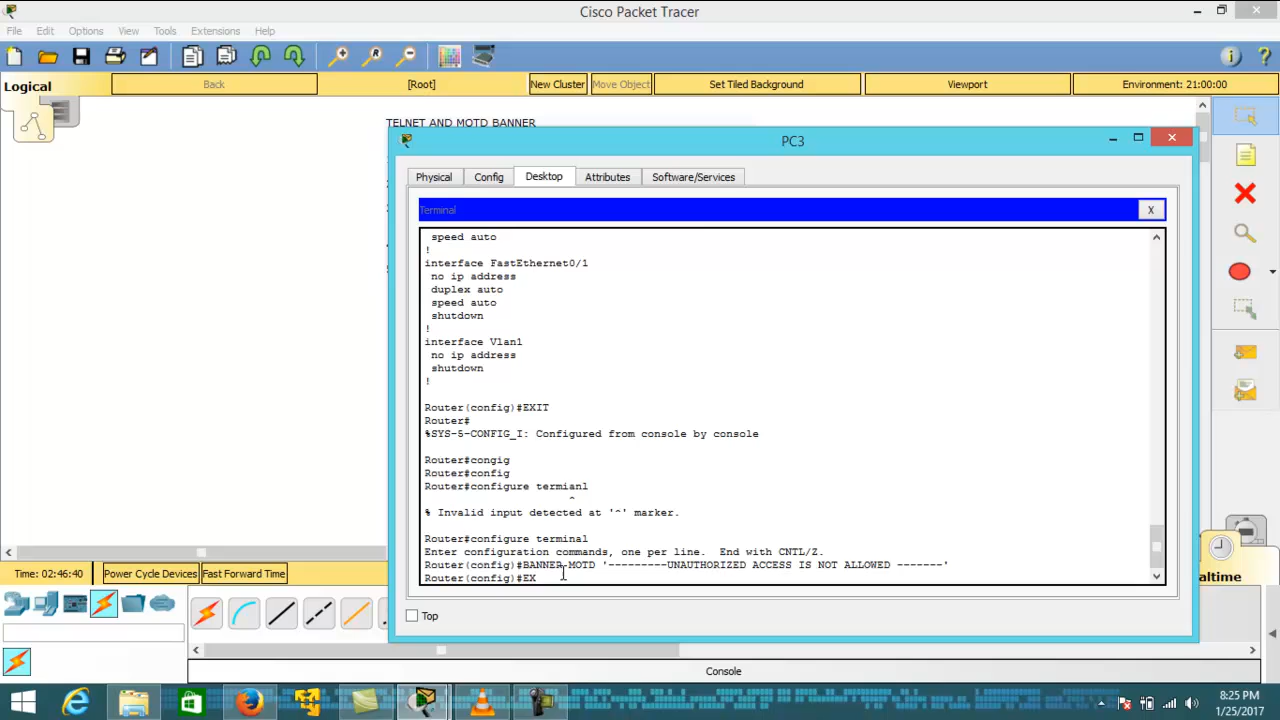 Cisco Packet Tracer
File Edit Options View Tools Extensions Help
Logical Back [Root] New Cluster Move Object Set Tiled Background Viewport Environment: 21:00:00
TELNET AND MOTD BANNER
PC3
Physical Config Desktop Attributes Software/Services
Terminal X
speed auto
!
interface FastEthernet0/1
no ip address
duplex auto
speed auto
shutdown
!
interface Vlan1
no ip address
shutdown
!
Router(config)#EXIT
Router#
%SYS-5-CONFIG_I: Configured from console by console
Router#congig
Router#config
Router#configure termianl
^
% Invalid input detected at '^' marker.
Router#configure terminal
Enter configuration commands, one per line. End with CNTL/Z.
Router(config)#BANNER MOTD '---------UNAUTHORIZED ACCESS IS NOT ALLOWED -------'
Router(config)#EX
Top
Time: 02:46:40 Power Cycle Devices Fast Forward Time
ealtime
Console
8:25 PM
1/25/2017